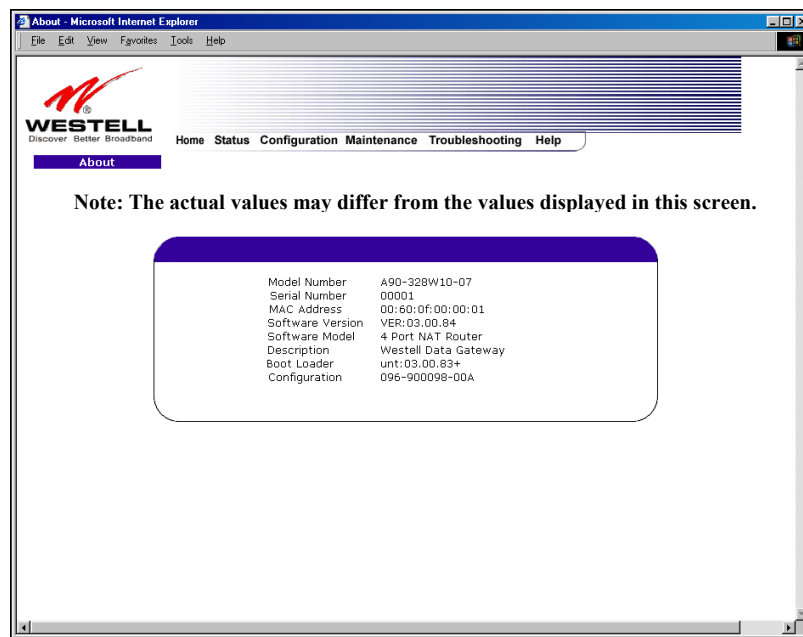 About - Microsoft Internet Explorer
File Edit View Favorites Tools Help
®
WESTELL
Discover Better Broadband
Home Status Configuration Maintenance Troubleshooting Help
About
Note: The actual values may differ from the values displayed in this screen.
Model Number A90-328W10-07
Serial Number 00001
MAC Address 00:60:0f:00:00:01
Software Version VER:03.00.84
Software Model 4 Port NAT Router
Description Westell Data Gateway
Boot Loader unt:03.00.83+
Configuration 096-900098-00A